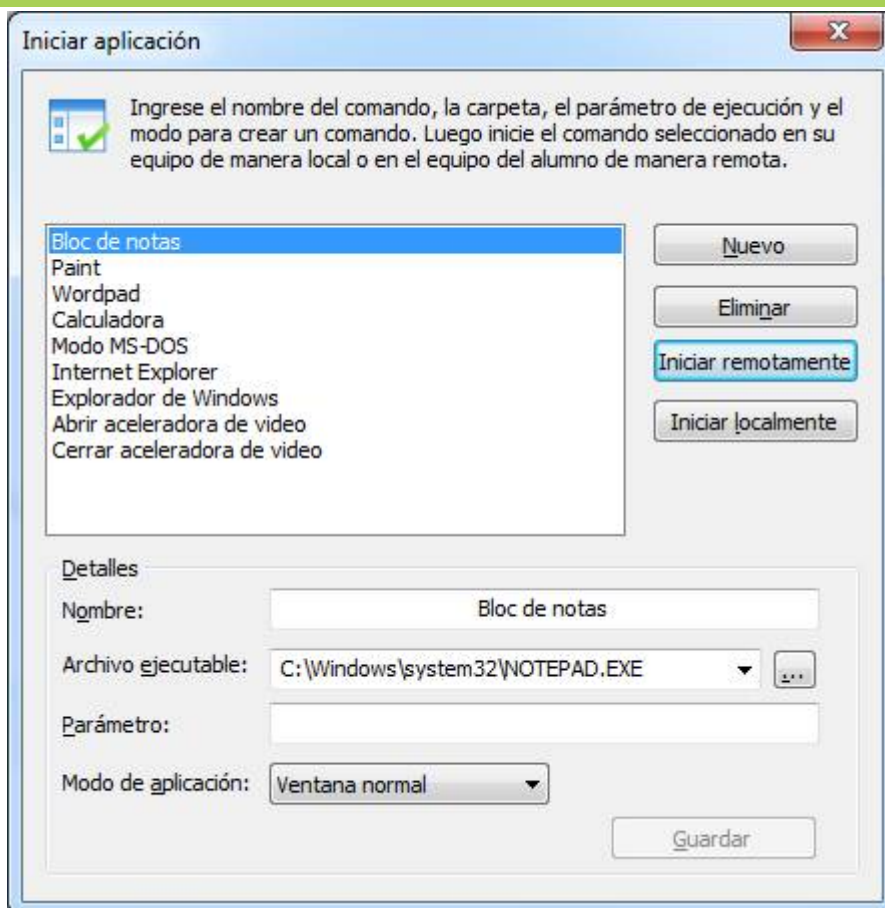 Iniciar aplicación
Ingrese el nombre del comando, la carpeta, el parámetro de ejecución y el
modo para crear un comando. Luego inicie el comando seleccionado en su
equipo de manera local o en el equipo del alumno de manera remota.
Bloc de notas
Paint
Wordpad
Calculadora
Modo MS-DOS
Internet Explorer
Explorador de Windows
Abrir aceleradora de video
Cerrar aceleradora de video
Nuevo
Eliminar
Iniciar remotamente
Iniciar localmente
Detalles
Nombre: Bloc de notas
Archivo ejecutable: C:\Windows\system32\NOTEPAD.EXE ...
Parámetro:
Modo de aplicación: Ventana normal
Guardar